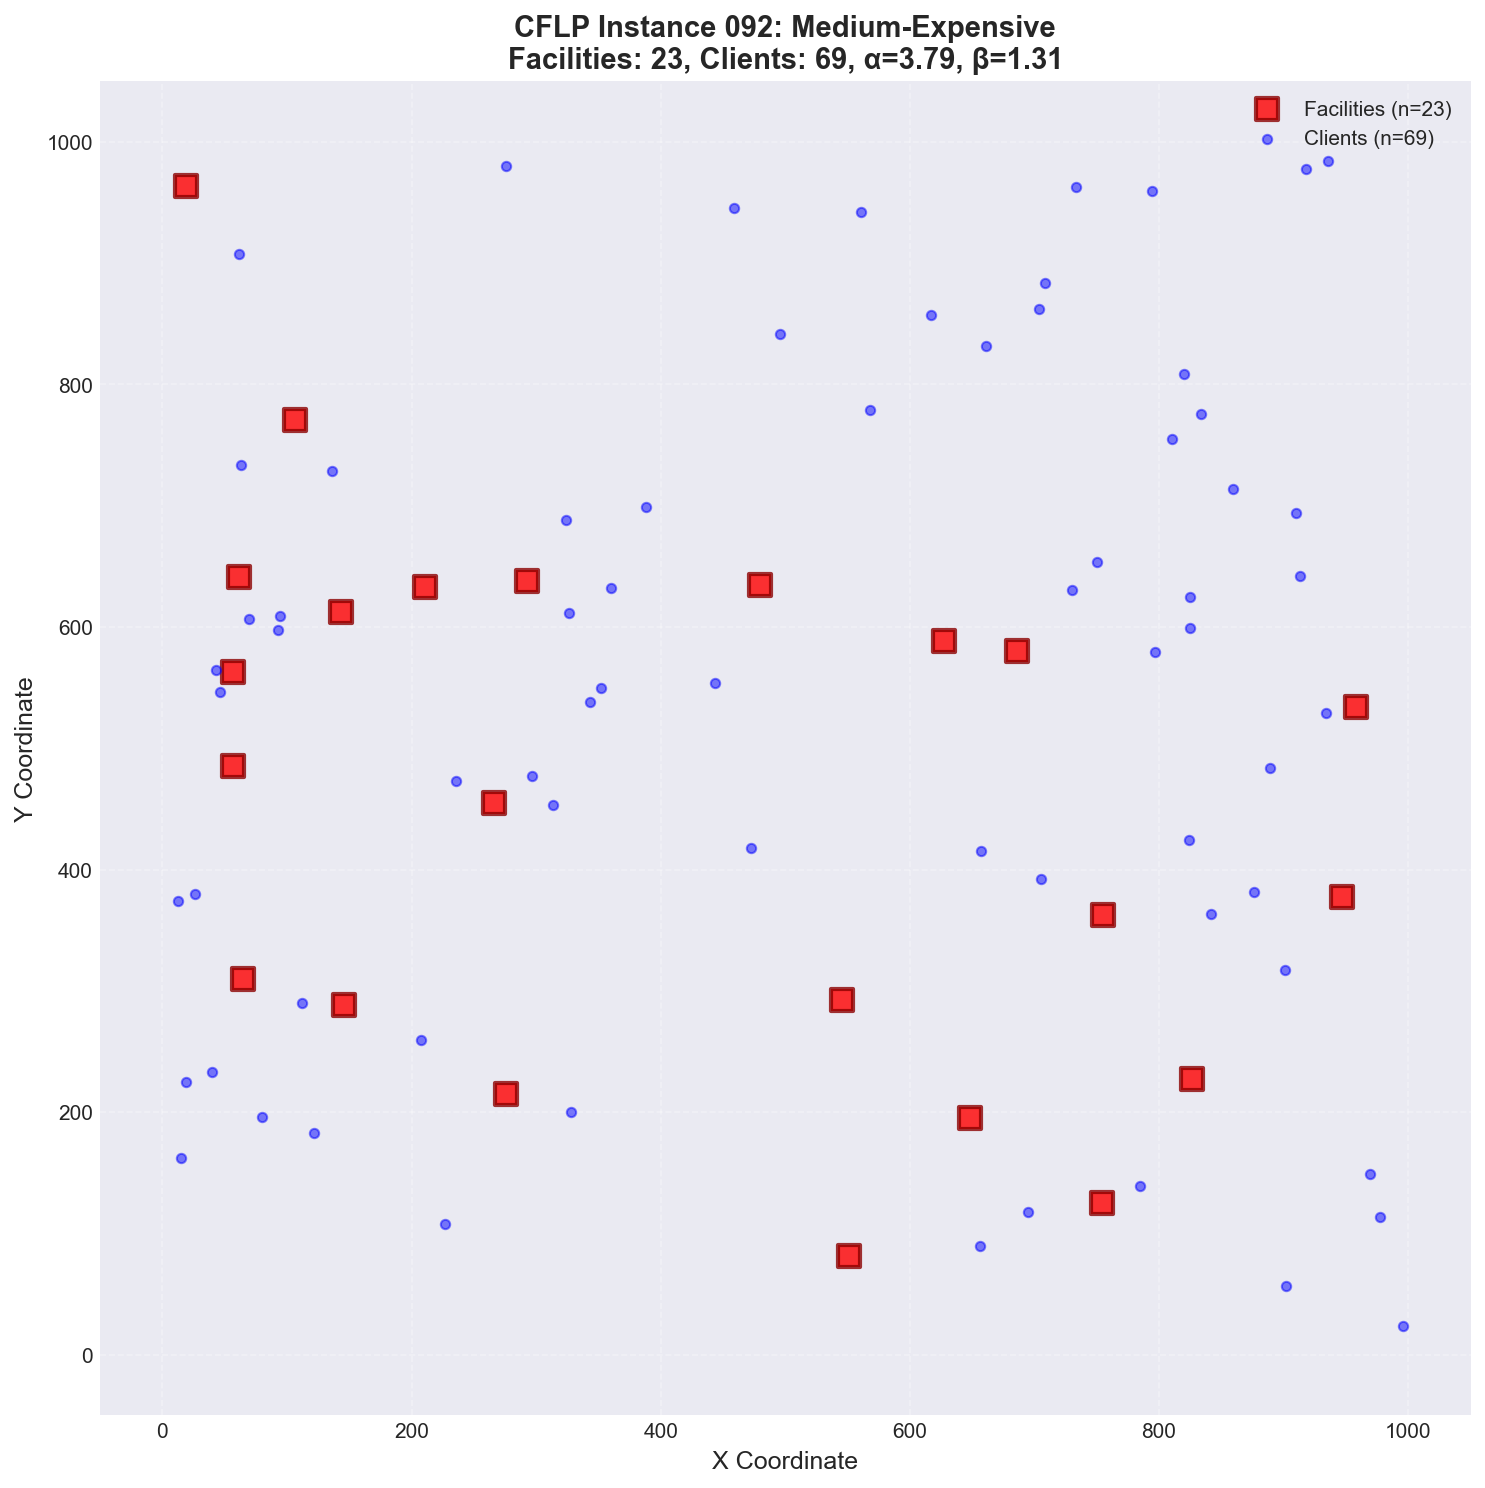 CFLP Instance 092: Medium-Expensive
Facilities: 23, Clients: 69, α=3.79, β=1.31
Facilities (n=23)
Clients (n=69)
1000
800
600
400
200
0
Y Coordinate
0 200 400 600 800 1000
X Coordinate